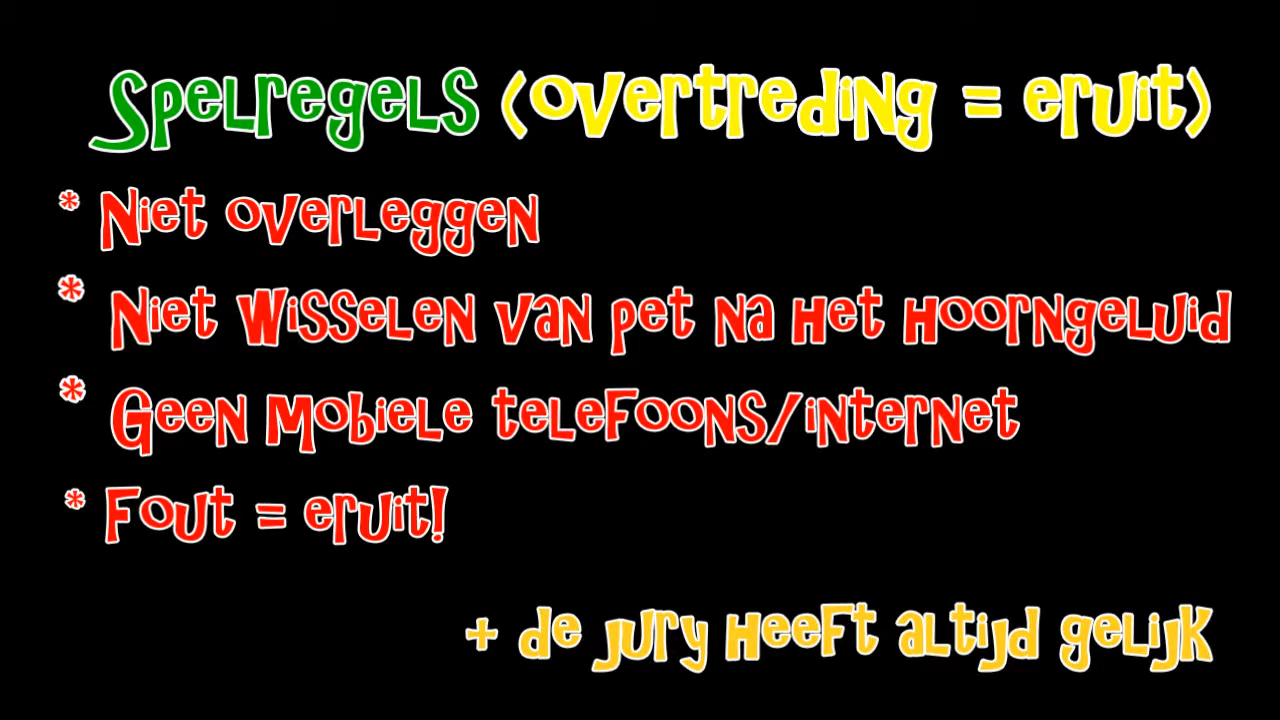 Spelregels (overtreding = eruit)
* Niet overleggen
* Niet wisselen van pet na het hoorngeluid
* Geen mobiele telefoons/internet
* Fout = eruit!
+ de jury heeft altijd gelijk